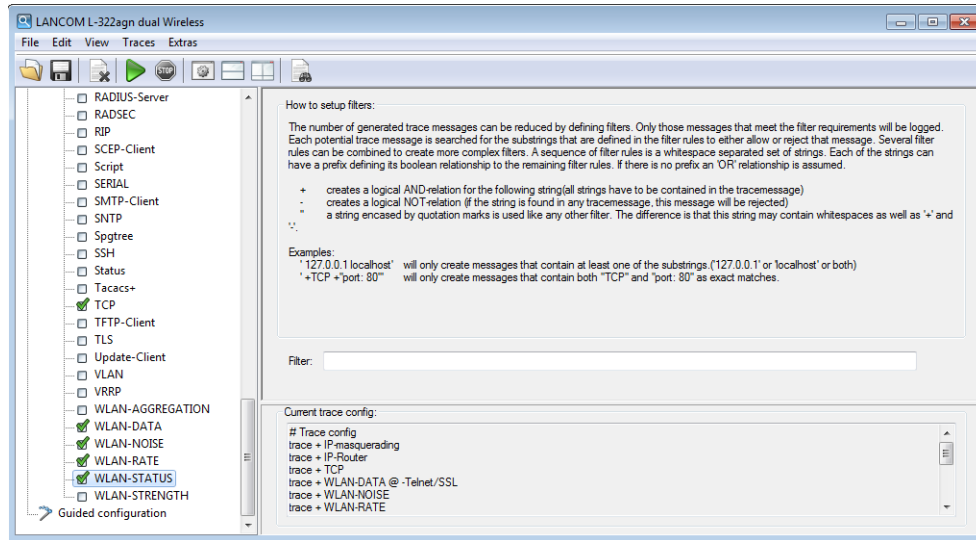 LANCOM L-322agn dual Wireless
File Edit View Traces Extras
STOP
RADIUS-Server
RADSEC
RIP
SCEP-Client
Script
SERIAL
SMTP-Client
SNTP
Spgtree
SSH
Status
Tacacs+
TCP
TFTP-Client
TLS
Update-Client
VLAN
VRRP
WLAN-AGGREGATION
WLAN-DATA
WLAN-NOISE
WLAN-RATE
WLAN-STATUS
WLAN-STRENGTH
Guided configuration
How to setup filters:
The number of generated trace messages can be reduced by defining filters. Only those messages that meet the filter requirements will be logged.
Each potential trace message is searched for the substrings that are defined in the filter rules to either allow or reject that message. Several filter
rules can be combined to create more complex filters. A sequence of filter rules is a whitespace separated set of strings. Each of the strings can
have a prefix defining its boolean relationship to the remaining filter rules. If there is no prefix an 'OR' relationship is assumed.
+ creates a logical AND-relation for the following string(all strings have to be contained in the tracemessage)
- creates a logical NOT-relation (if the string is found in any tracemessage, this message will be rejected)
" a string encased by quotation marks is used like any other filter. The difference is that this string may contain whitespaces as well as '+' and
'-'.
Examples:
' 127.0.0.1 localhost' will only create messages that contain at least one of the substrings.('127.0.0.1' or 'localhost' or both)
' +TCP +"port: 80"' will only create messages that contain both "TCP" and "port: 80" as exact matches.
Filter:
Current trace config:
# Trace config
trace + IP-masquerading
trace + IP-Router
trace + TCP
trace + WLAN-DATA @ -Telnet/SSL
trace + WLAN-NOISE
trace + WLAN-RATE